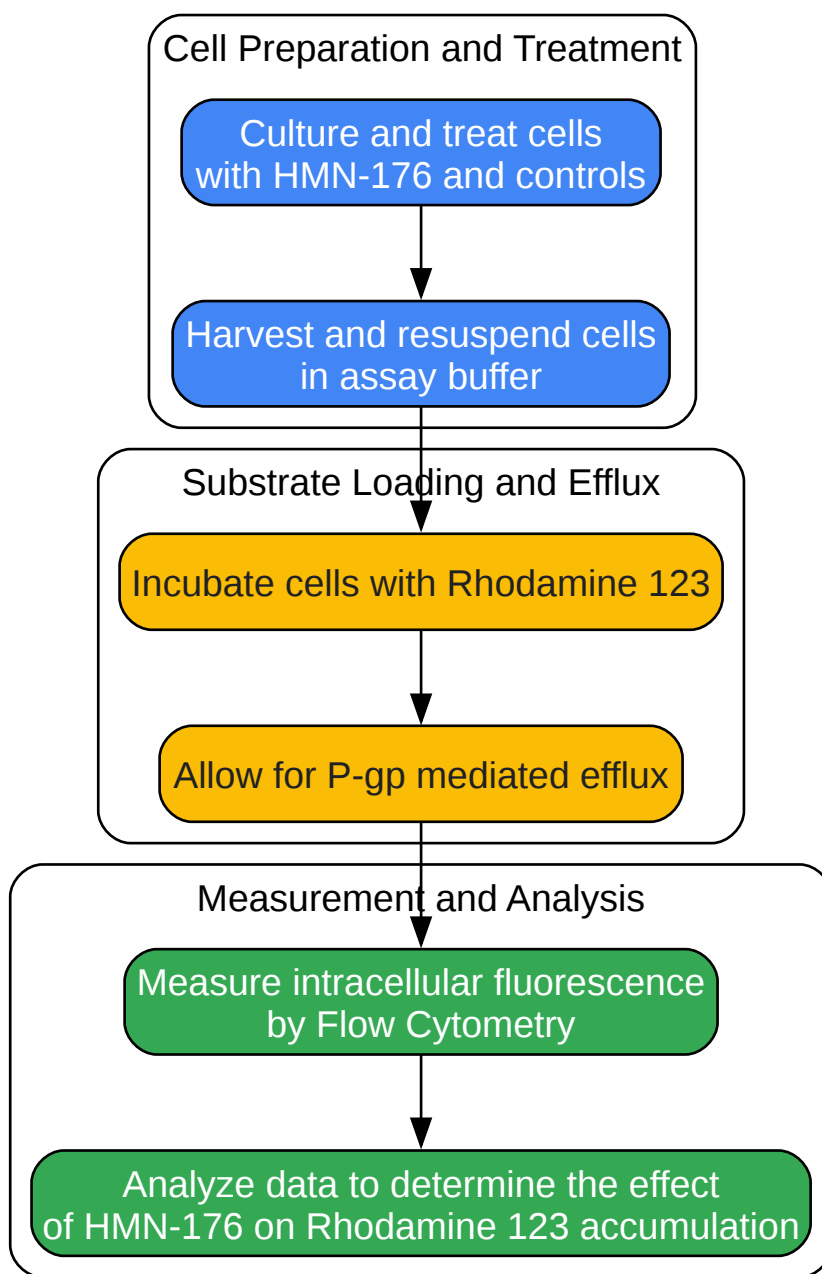 Cell Preparation and Treatment
Culture and treat cells
with HMN-176 and controls
Harvest and resuspend cells
in assay buffer
Substrate Loading and Efflux
Incubate cells with Rhodamine 123
Allow for P-gp mediated efflux
Measurement and Analysis
Measure intracellular fluorescence
by Flow Cytometry
Analyze data to determine the effect
of HMN-176 on Rhodamine 123 accumulation